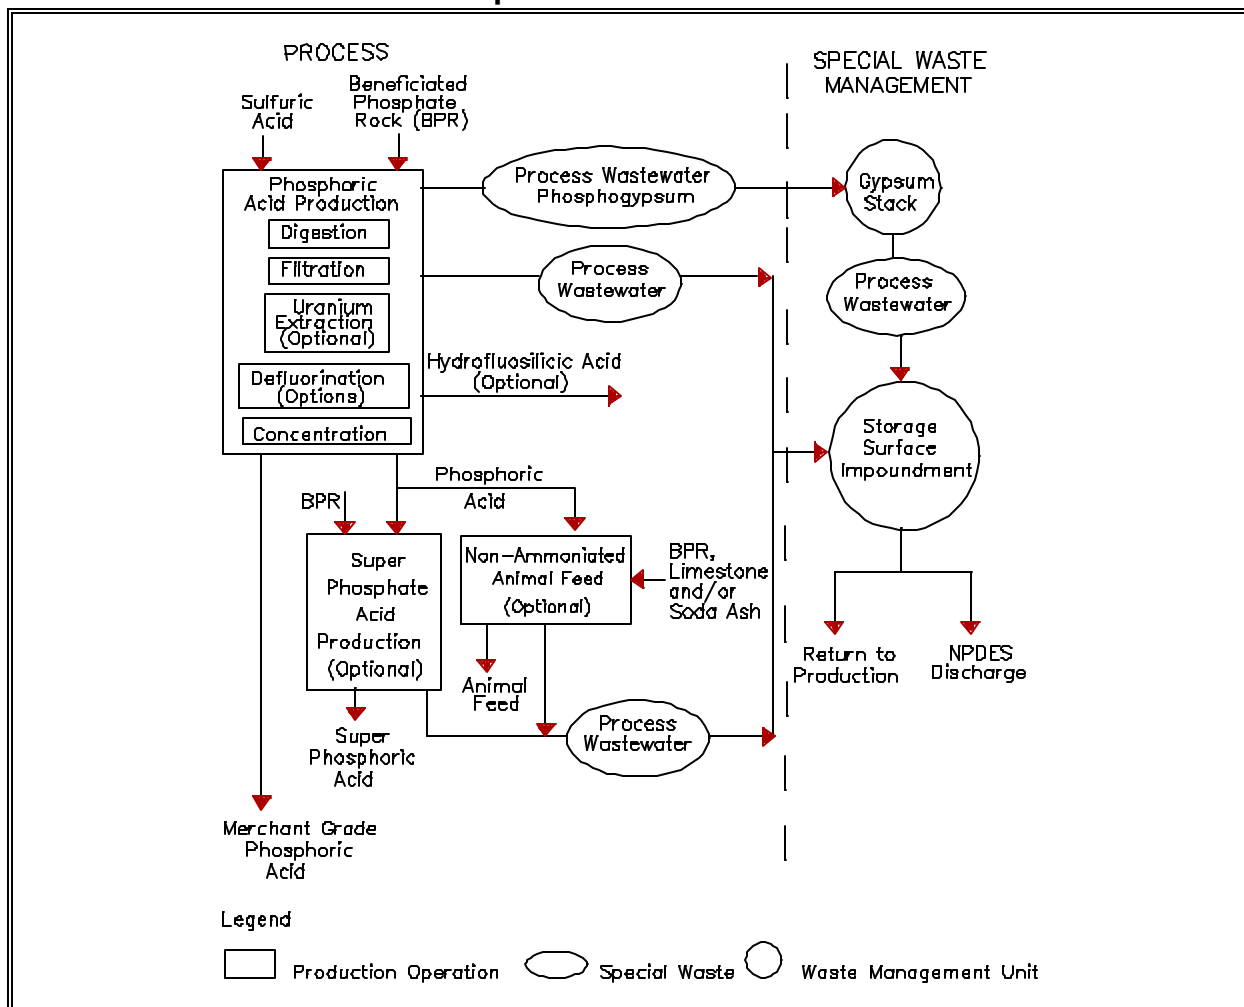 PROCESS
SPECIAL WASTE
MANAGEMENT
Sulfuric
Acid
Beneficiated
Phosphate
Rock (BPR)
Phosphoric
Acid Production
Digestion
Filtration
Uranium
Extraction
(Optional)
Defluorination
(Options)
Concentration
Process Wastewater
Phosphogypsum
Gypsum
Stack
Process
Wastewater
Process
Wastewater
Hydrofluosilicic Acid
(Optional)
Storage
Surface
Impoundment
Phosphoric
Acid
BPR
Super
Phosphate
Acid
Production
(Optional)
Non-Ammoniated
Animal Feed
(Optional)
BPR,
Limestone
and/or
Soda Ash
Return to
Production
NPDES
Discharge
Animal
Feed
Process
Wastewater
Super
Phosphoric
Acid
Merchant Grade
Phosphoric
Acid
Legend
Production Operation
Special Waste
Waste Management Unit